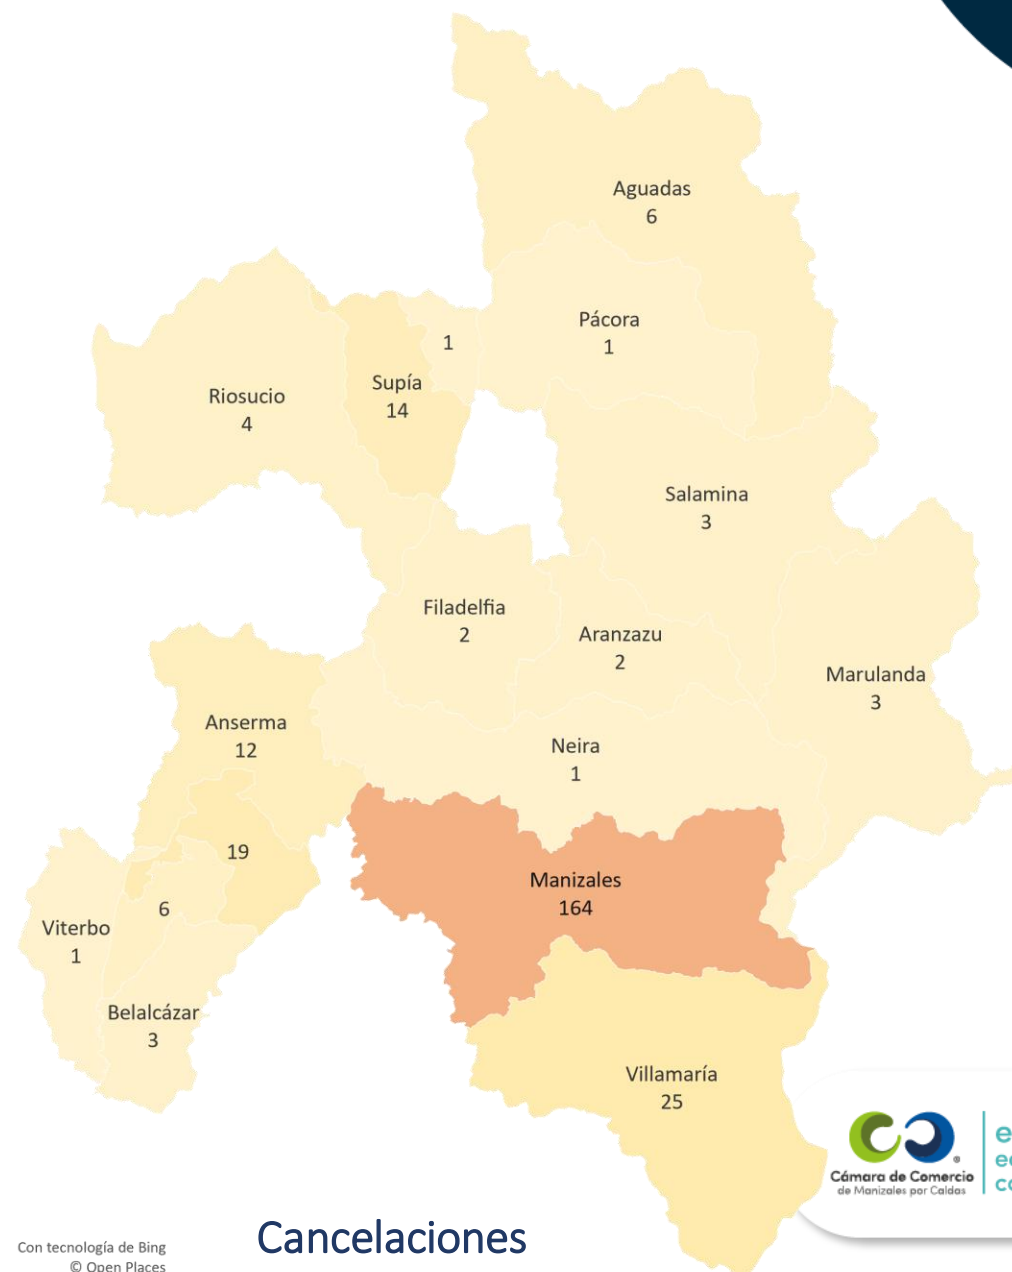 Aguadas
6
Pácora
1
1
Supía
14
Riosucio
4
Salamina
3
Filadelfia
2
Aranzazu
2
Marulanda
3
Anserma
12
Neira
1
19
Manizales
164
6
Viterbo
1
Belalcázar
3
Villamaría
25
Cámara de Comercio
de Manizales por Caldas
Cancelaciones
Con tecnología de Bing
© Open Places